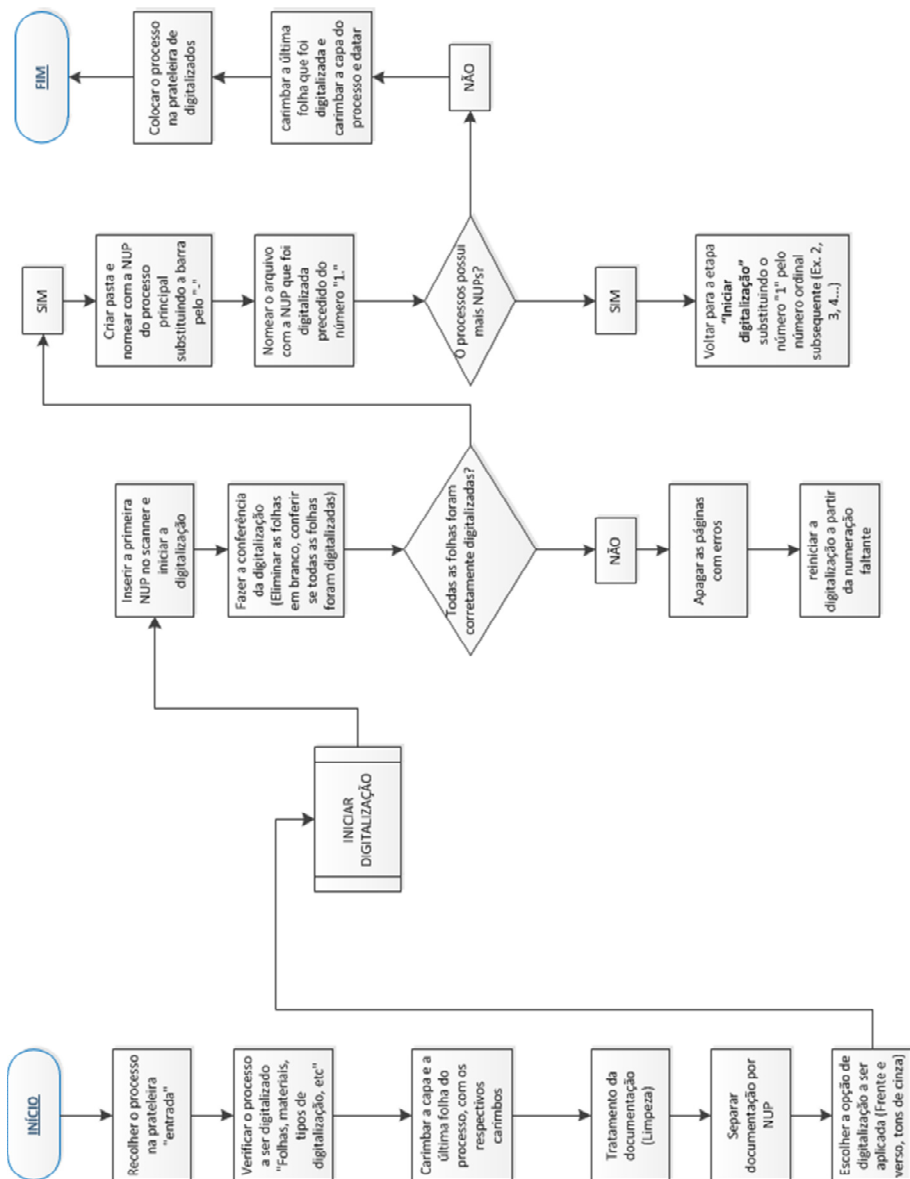 INÍCIO
Recolher o processo
na prateleira
"entrada"
Verificar o processo
a ser digitalizado
"Folhas, materiais,
tipos de
digitalização, etc"
Carimbar a capa e a
última folha do
processo, com os
respectivos
carimbos
Tratamento da
documentação
(Limpeza)
Separar
documentação por
NUP
Escolher a opção de
digitalização a ser
aplicada (Frente e
verso, tons de cinza)
INICIAR
DIGITALIZAÇÃO
Inserir a primeira
NUP no scanner e
iniciar a
digitalização
Fazer a conferência
da digitalização
(Eliminar as folhas
em branco, conferir
se todas as folhas
foram digitalizadas)
Todas as folhas foram
corretamente digitalizadas?
NÃO
Apagar as páginas
com erros
reiniciar a
digitalização a partir
da numeração
faltante
SIM
Criar pasta e
nomear com a NUP
do processo
principal
substituindo a barra
pelo "-"
Nomear o arquivo
com a NUP que foi
digitalizada
precedido do
número "1."
O processos possui
mais NUPs?
SIM
Voltar para a etapa
"Iniciar
digitalização"
substituindo o
número "1" pelo
número ordinal
subsequente (Ex. 2,
3, 4...)
NÃO
carimbar a última
folha que foi
digitalizada e
carimbar a capa do
processo e datar
Colocar o processo
na prateleira de
digitalizados
FIM